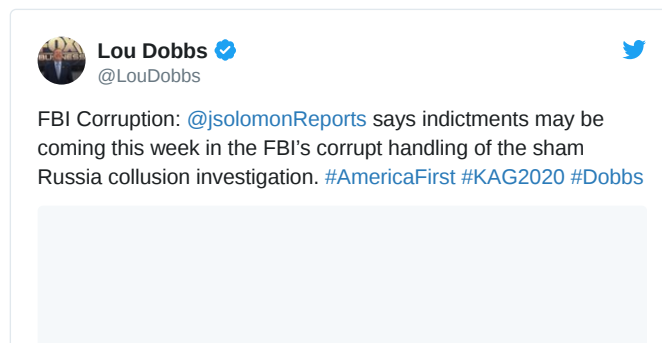 Lou Dobbs
@LouDobbs
FBI Corruption: @jsolomonReports says indictments may be
coming this week in the FBI’s corrupt handling of the sham
Russia collusion investigation. #AmericaFirst #KAG2020 #Dobbs